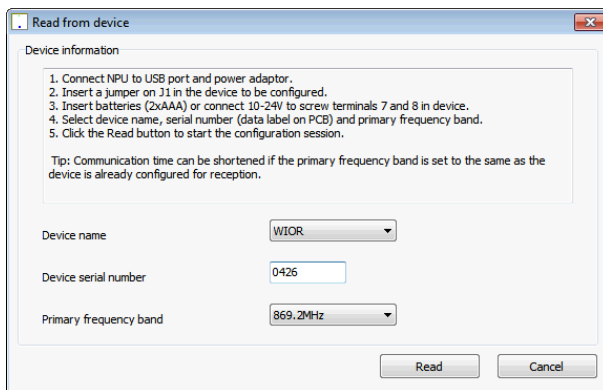 Read from device
Device information
1. Connect NPU to USB port and power adaptor.
2. Insert a jumper on J1 in the device to be configured.
3. Insert batteries (2xAAA) or connect 10-24V to screw terminals 7 and 8 in device.
4. Select device name, serial number (data label on PCB) and primary frequency band.
5. Click the Read button to start the configuration session.
Tip: Communication time can be shortened if the primary frequency band is set to the same as the
device is already configured for reception.
Device name
WIOR
Device serial number
0426
Primary frequency band
869.2MHz
Read
Cancel